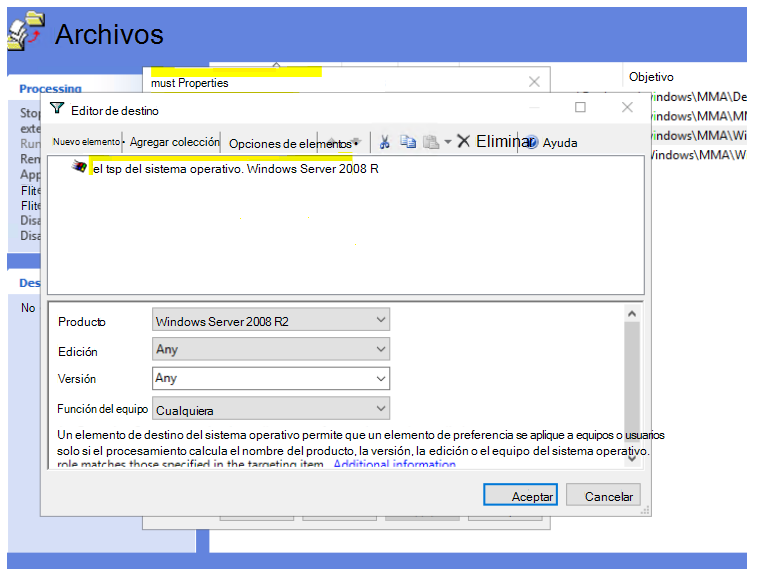 Archivos
Processing
must Properties
Objetivo
Editor de destino
Nuevo elemento
Agregar colección
Opciones de elementos
Eliminar
Ayuda
el tsp del sistema operativo. Windows Server 2008 R
indows\MMA\De
indows\MMA\M
indows\MMA\Wi
Windows\MMA\W
Stop
exte
Run
Rem
App
Flite
Flite
Disa
Disa
Des
No
Producto
Windows Server 2008 R2
Edición
Any
Versión
Any
Función del equipo
Cualquiera
Un elemento de destino del sistema operativo permite que un elemento de preferencia se aplique a equipos o usuarios
solo si el procesamiento calcula el nombre del producto, la versión, la edición o el equipo del sistema operativo.
role matches those specified in the targeting item. Additional information
Aceptar
Cancelar